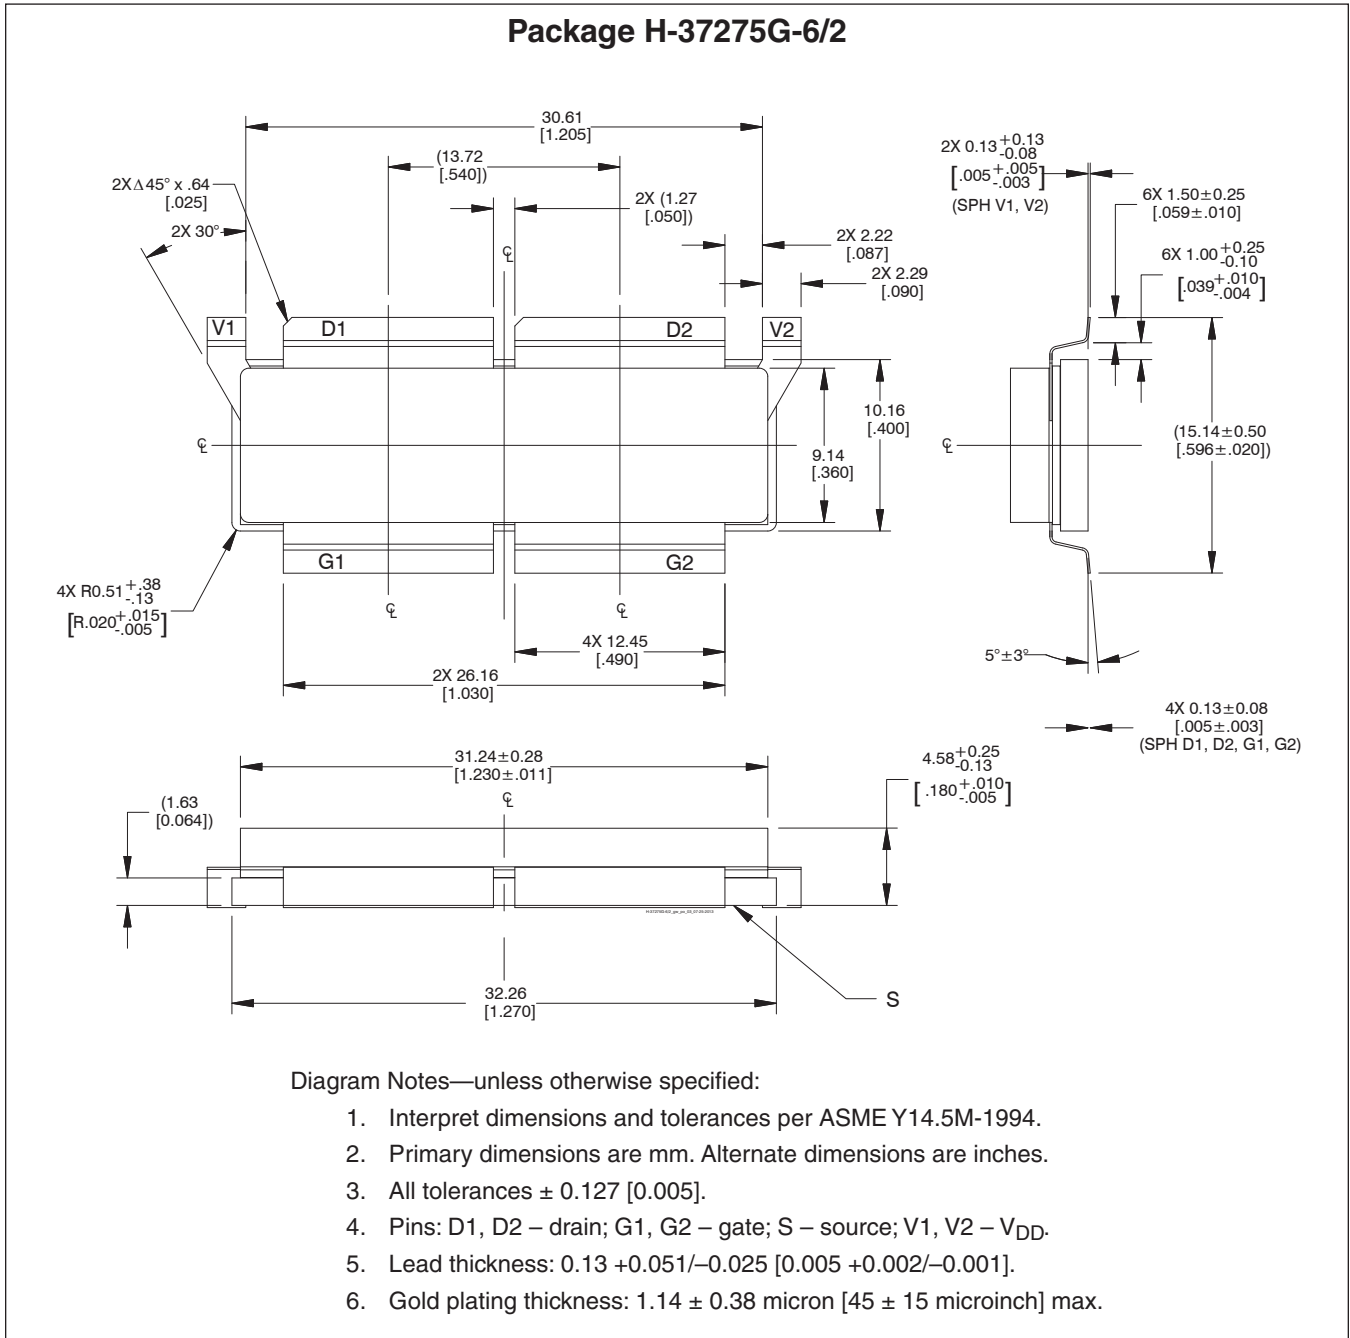 Package H-37275G-6/2
30.61
[1.205]
(13.72
[.540])
2X Δ 45° x .64
[.025]
2X 30°
2X (1.27
[.050])
2X 2.22
[.087]
2X 2.29
[.090]
℄
V1
D1
D2
V2
℄
10.16
[.400]
9.14
[.360]
G1
G2
4X R0.51 +.38
-.13
[R.020 +.015
-.005]
℄
℄
4X 12.45
[.490]
2X 26.16
[1.030]
2X 0.13 +0.13
-0.08
[.005 +.005
-.003]
(SPH V1, V2)
6X 1.50±0.25
[.059±.010]
6X 1.00 +0.25
-0.10
[.039 +.010
-.004]
℄
(15.14±0.50
[.596±.020])
5°±3°
4X 0.13±0.08
[.005±.003]
(SPH D1, D2, G1, G2)
31.24±0.28
[1.230±.011]
℄
(1.63
[0.064])
4.58 +0.25
-0.13
[.180 +.010
-.005]
32.26
[1.270]
S
Diagram Notes—unless otherwise specified:
1. Interpret dimensions and tolerances per ASME Y14.5M-1994.
2. Primary dimensions are mm. Alternate dimensions are inches.
3. All tolerances ± 0.127 [0.005].
4. Pins: D1, D2 – drain; G1, G2 – gate; S – source; V1, V2 – VDD.
5. Lead thickness: 0.13 +0.051/–0.025 [0.005 +0.002/–0.001].
6. Gold plating thickness: 1.14 ± 0.38 micron [45 ± 15 microinch] max.